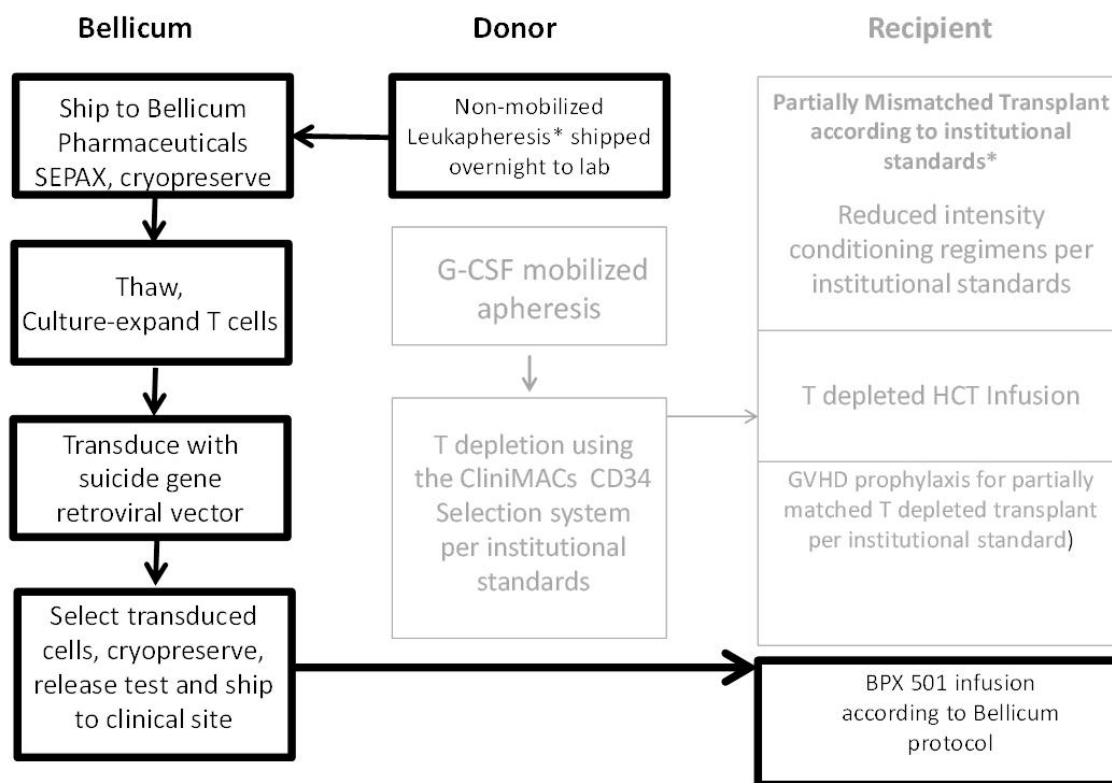 Bellicum
Ship to Bellicum
Pharmaceuticals
SEPAX, cryopreserve
Thaw,
Culture-expand T cells
Transduce with
suicide gene
retroviral vector
Select transduced
cells, cryopreserve,
release test and ship
to clinical site
Donor
Non-mobilized
Leukapheresis* shipped
overnight to lab
G-CSF mobilized
apheresis
T depletion using
the CliniMACs CD34
Selection system
per institutional
standards
Recipient
Partially Mismatched Transplant
according to institutional
standards*
Reduced intensity
conditioning regimens per
institutional standards
T depleted HCT Infusion
GVHD prophylaxis for partially
matched T depleted transplant
per institutional standard)
BPX 501 infusion
according to Bellicum
protocol